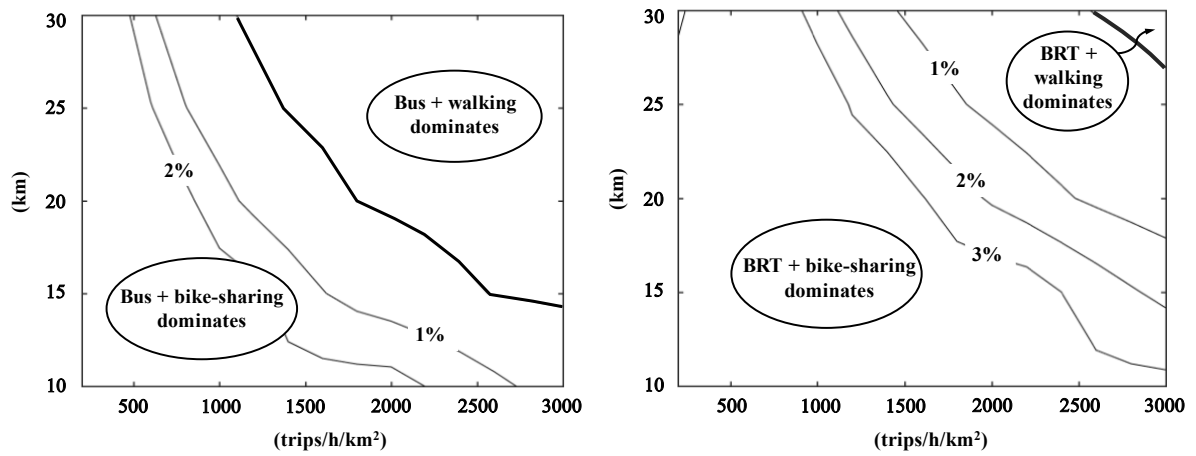 30
25
20
15
10
(km)
2%
1%
Bus + walking
dominates
Bus + bike-sharing
dominates
500
1000
1500
2000
2500
3000
(trips/h/km²)
30
25
20
15
10
(km)
1%
2%
3%
BRT +
walking
dominates
BRT + bike-sharing
dominates
500
1000
1500
2000
2500
3000
(trips/h/km²)